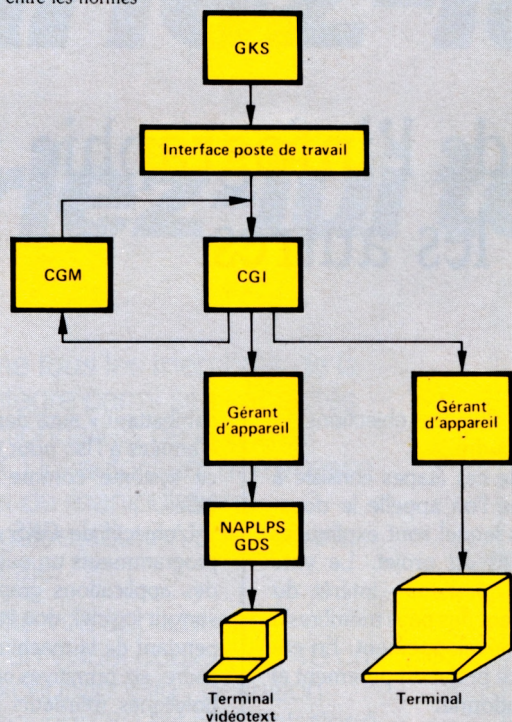 entre les normes
GKS
Interface poste de travail
CGM
CGI
Gérant
d'appareil
Gérant
d'appareil
NAPLPS
GDS
Terminal
vidéotext
Terminal